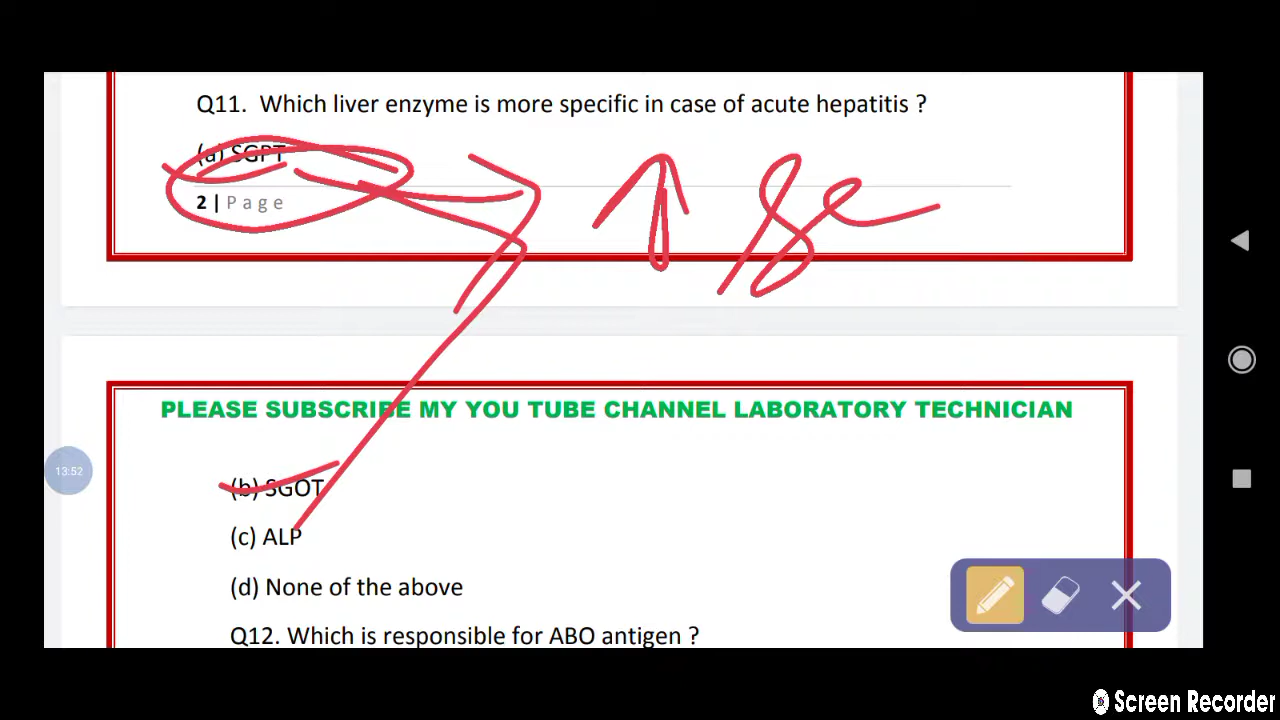 Q11. Which liver enzyme is more specific in case of acute hepatitis ?
(a) SGPT
2 | Page
PLEASE SUBSCRIBE MY YOU TUBE CHANNEL LABORATORY TECHNICIAN
13:52
(b) SGOT
(c) ALP
(d) None of the above
Q12. Which is responsible for ABO antigen ?
Screen Recorder